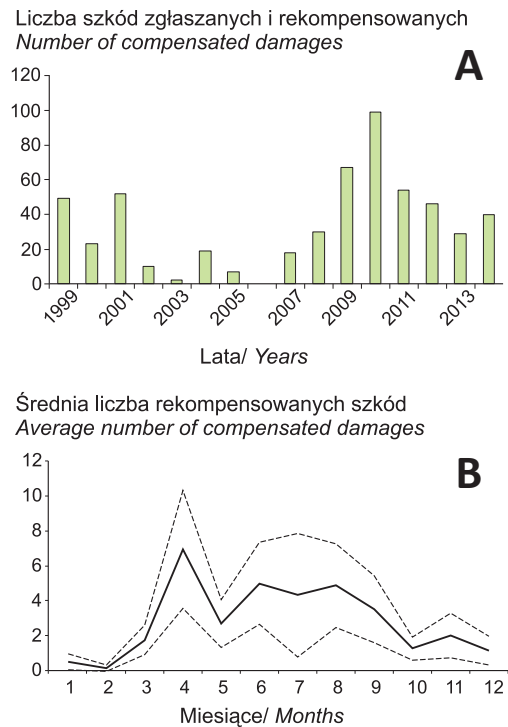 Liczba szkód zgłaszanych i rekompensowanych
Number of compensated damages
A
120
100
80
60
40
20
0
1999 2001 2003 2005 2007 2009 2011 2013
Lata/ Years
Średnia liczba rekompensowanych szkód
Average number of compensated damages
B
12
10
8
6
4
2
0
1 2 3 4 5 6 7 8 9 10 11 12
Miesiące/ Months